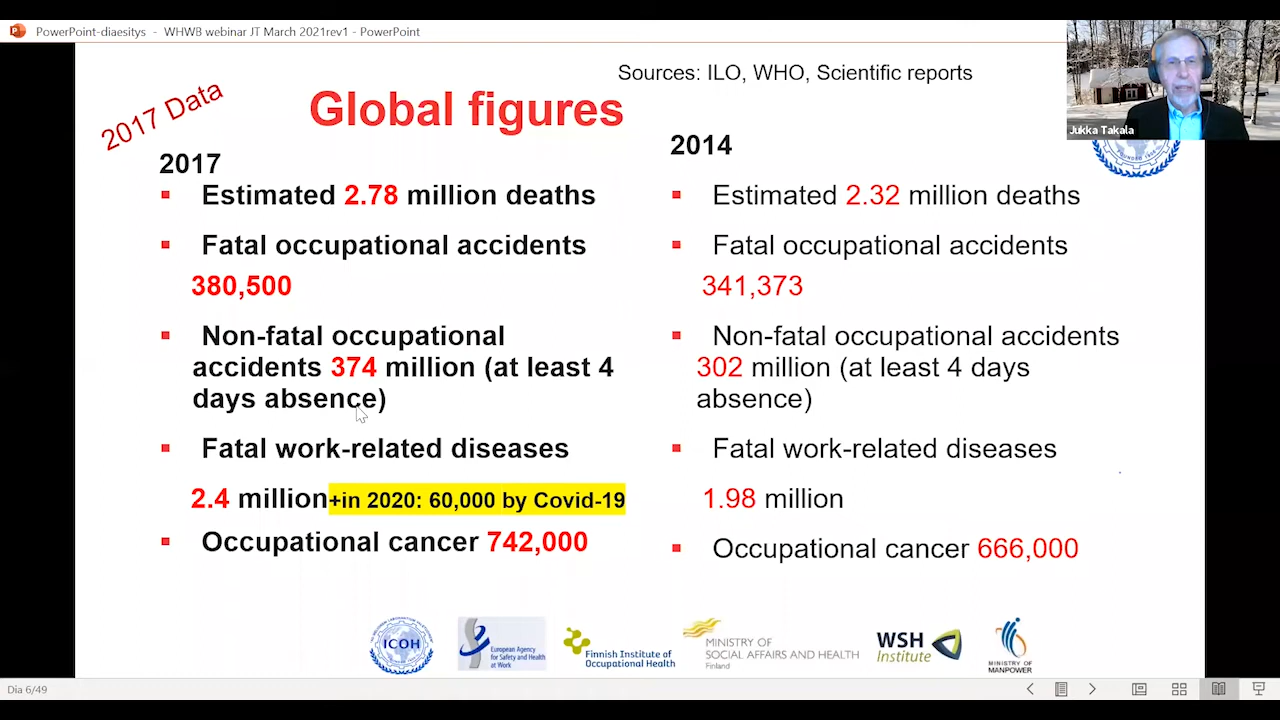 PowerPoint-diaesitys - WHWB webinar JT March 2021rev1 - PowerPoint
Jukka Takala
Sources: ILO, WHO, Scientific reports
2017 Data
Global figures
2017
▪ Estimated 2.78 million deaths
▪ Fatal occupational accidents
380,500
▪ Non-fatal occupational
accidents 374 million (at least 4
days absence)
▪ Fatal work-related diseases
2.4 million+in 2020: 60,000 by Covid-19
▪ Occupational cancer 742,000
2014
▪ Estimated 2.32 million deaths
▪ Fatal occupational accidents
341,373
▪ Non-fatal occupational accidents
302 million (at least 4 days
absence)
▪ Fatal work-related diseases
1.98 million
▪ Occupational cancer 666,000
ICOH
European Agency
for Safety and Health
at Work
Finnish Institute of
Occupational Health
MINISTRY OF
SOCIAL AFFAIRS AND HEALTH
Finland
WSH
Institute
MINISTRY OF
MANPOWER
Dia 6/49